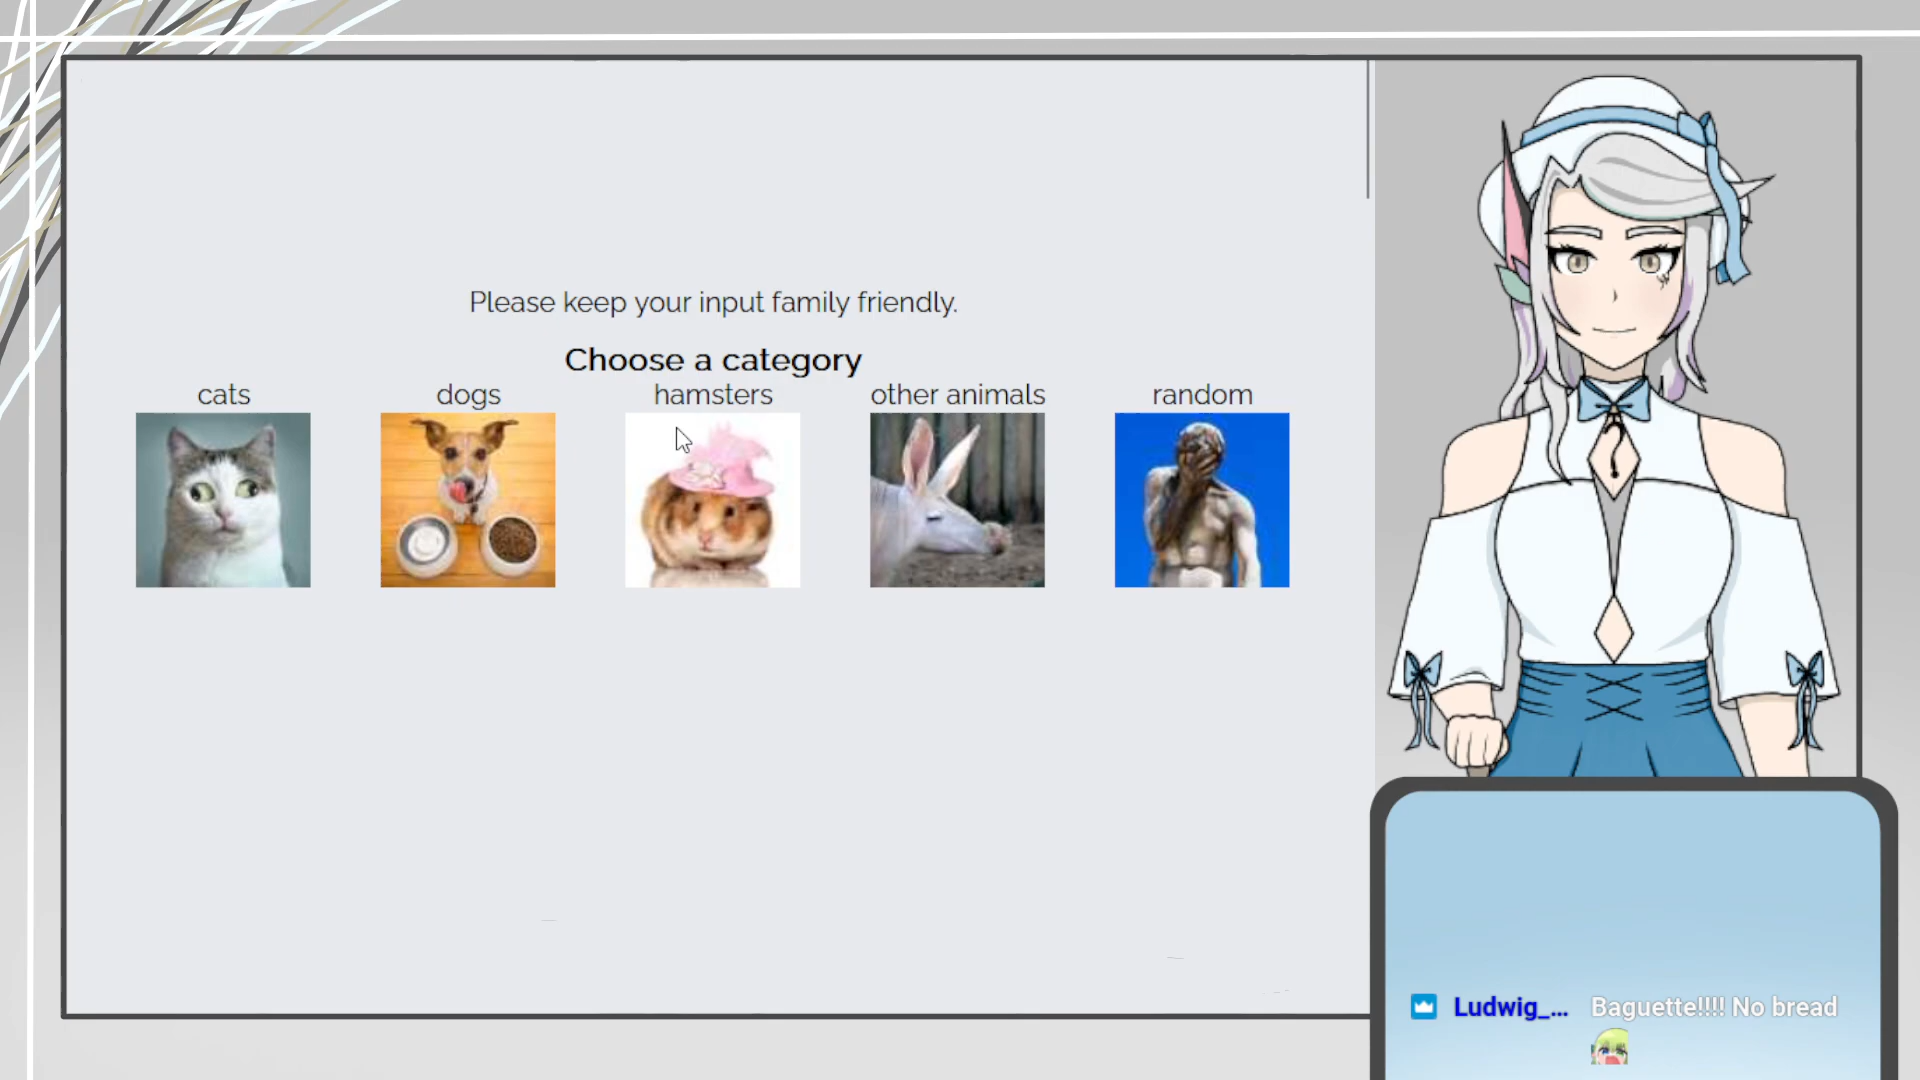 Please keep your input family friendly.
Choose a category
cats dogs hamsters other animals random
Ludwig_... Baguette!!!! No bread